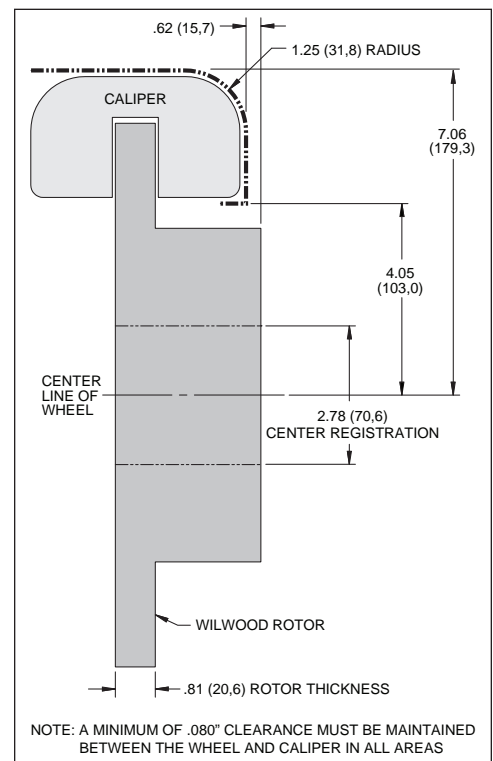 .62 (15,7)
1.25 (31,8) RADIUS
CALIPER
7.06
(179,3)
4.05
(103,0)
CENTER
LINE OF
WHEEL
2.78 (70,6)
CENTER REGISTRATION
WILWOOD ROTOR
.81 (20,6) ROTOR THICKNESS
NOTE: A MINIMUM OF .080" CLEARANCE MUST BE MAINTAINED
BETWEEN THE WHEEL AND CALIPER IN ALL AREAS